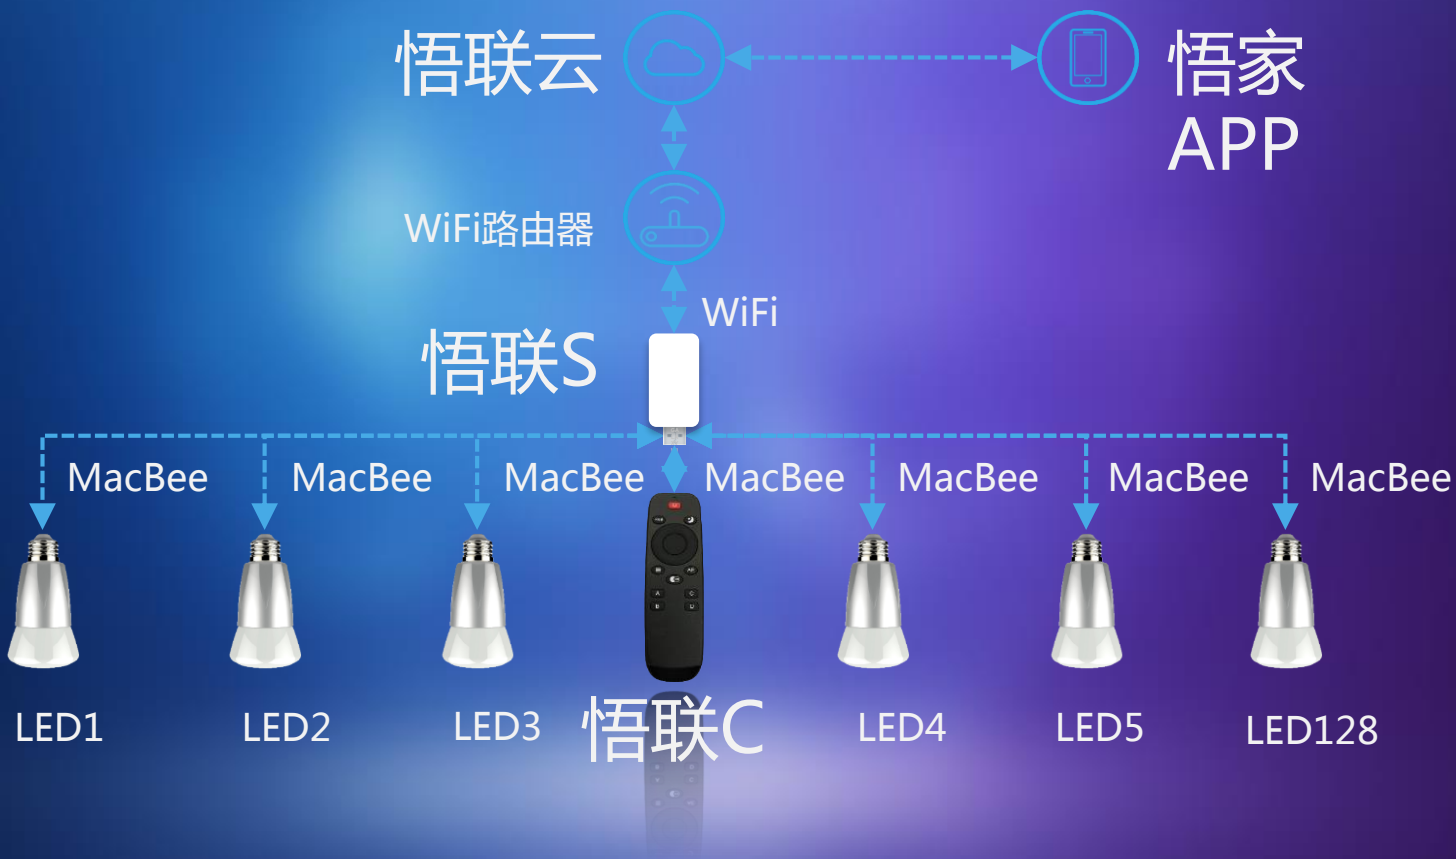 悟联云
悟家
APP
WiFi路由器
WiFi
悟联S
MacBee
MacBee
MacBee
MacBee
MacBee
MacBee
MacBee
A
C
B
D
LED1
LED2
LED3
悟联C
LED4
LED5
LED128